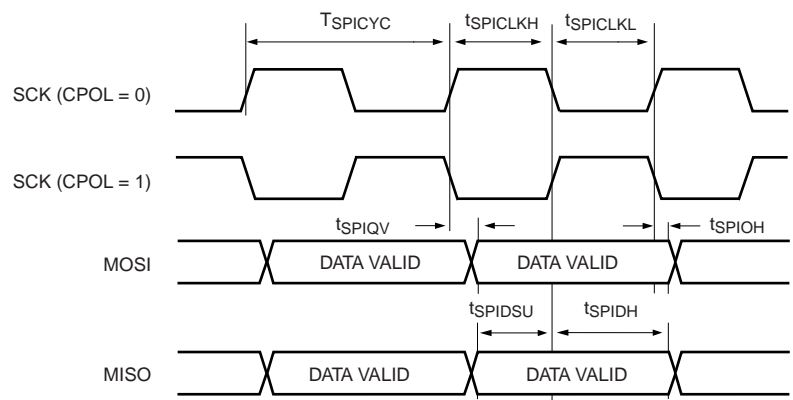 TSPICYC tSPICLKH tSPICLKL
SCK (CPOL = 0)
SCK (CPOL = 1)
tSPIQV tSPIOH
MOSI DATA VALID DATA VALID
tSPIDSU tSPIDH
MISO DATA VALID DATA VALID